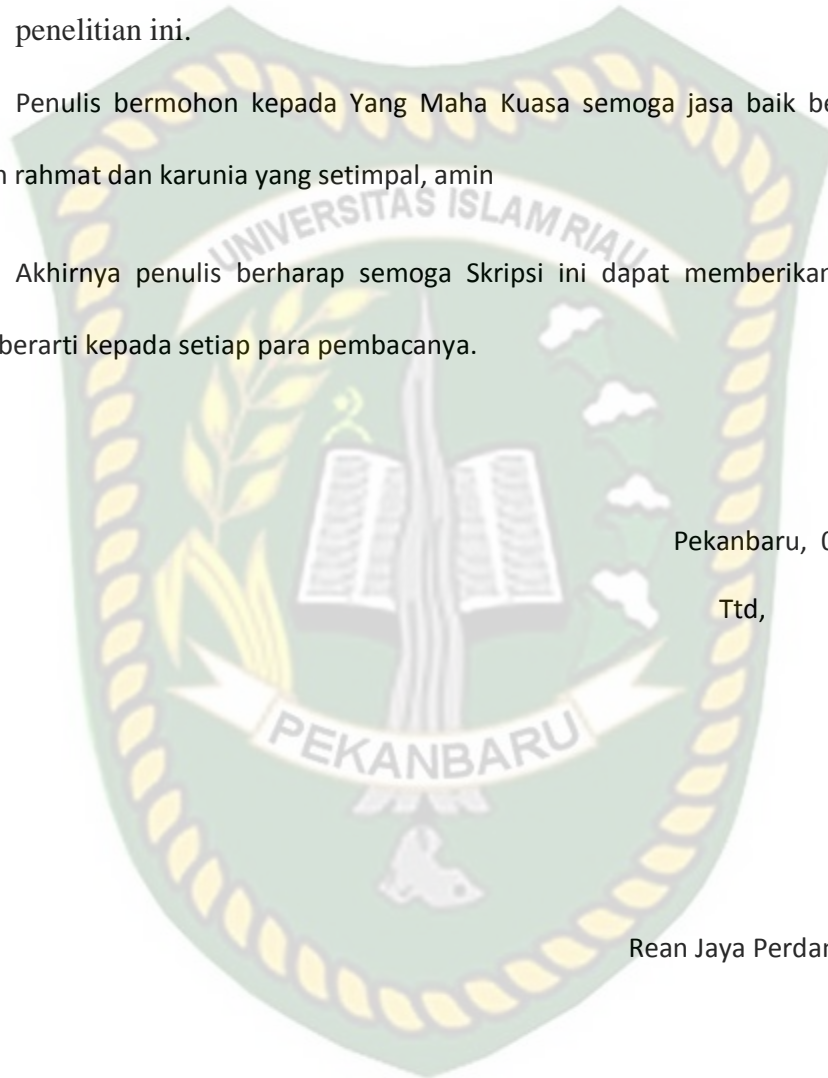 penelitian ini.
Penulis bermohon kepada Yang Maha Kuasa semoga jasa baik be
rahmat dan karunia yang setimpal, amin
UNIVERSITAS ISLAM RIAU
Akhirnya penulis berharap semoga Skripsi ini dapat memberikan
berarti kepada setiap para pembacanya.
Pekanbaru, 0
Ttd,
PEKANBARU
Rean Jaya Perdan